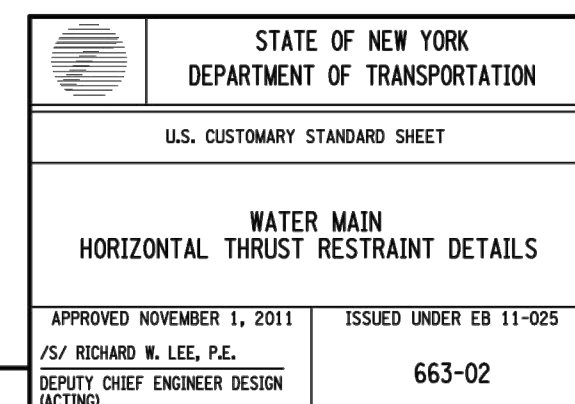 STATE OF NEW YORK
DEPARTMENT OF TRANSPORTATION
U.S. CUSTOMARY STANDARD SHEET
WATER MAIN
HORIZONTAL THRUST RESTRAINT DETAILS
APPROVED NOVEMBER 1, 2011
ISSUED UNDER EB 11-025
/S/ RICHARD W. LEE, P.E.
663-02
DEPUTY CHIEF ENGINEER DESIGN
(ACTING)